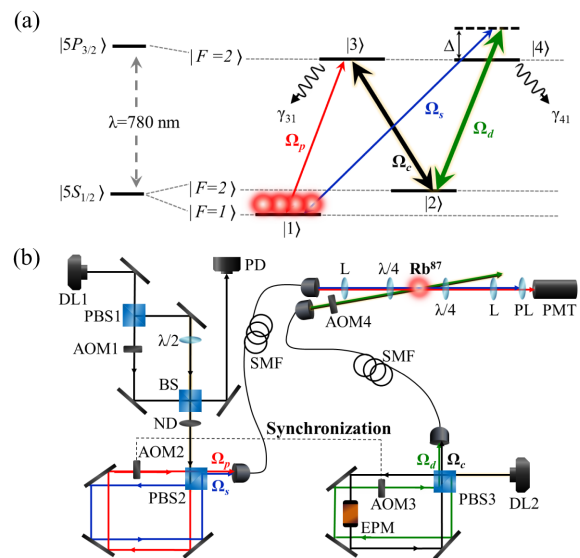 (a)
|5P3/2⟩
|F=2⟩
|3⟩
Δ
|4⟩
λ=780 nm
γ31
Ωp
Ωs
Ωc
Ωd
γ41
|5S1/2⟩
|F=2⟩
|F=1⟩
|1⟩
|2⟩
(b)
DL1
PD
PBS1
AOM1
λ/2
BS
ND
SMF
L
λ/4
Rb87
λ/4
L
PL
PMT
AOM4
SMF
Synchronization
AOM2
Ωp
Ωs
PBS2
Ωd
Ωc
AOM3
PBS3
DL2
EPM